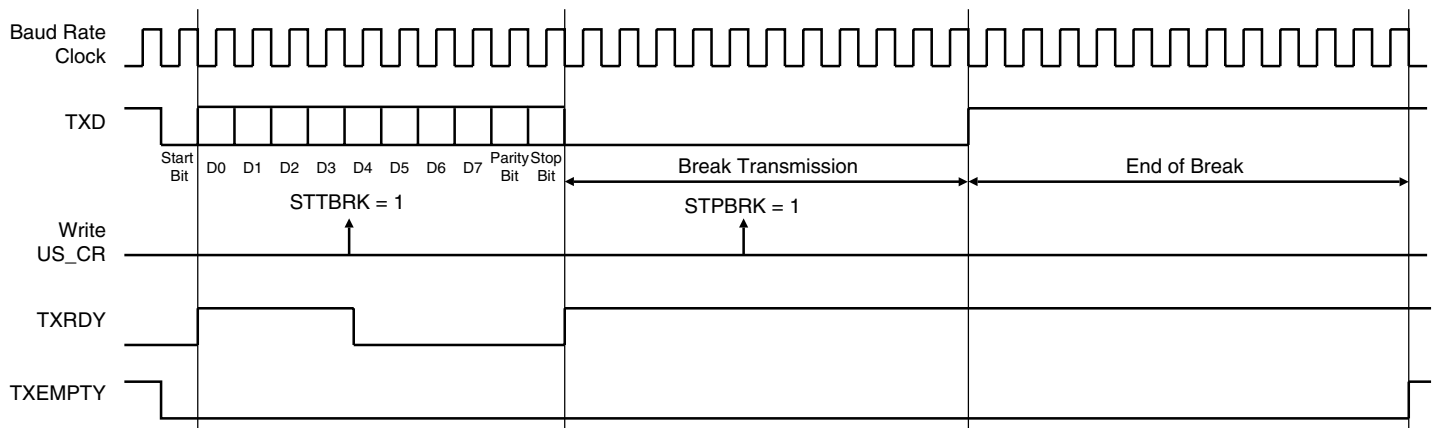 Baud Rate
Clock
TXD
Start
Bit
D0 D1 D2 D3 D4 D5 D6 D7
Parity
Bit
Stop
Bit
Break Transmission
End of Break
STTBRK = 1
STPBRK = 1
Write
US_CR
TXRDY
TXEMPTY